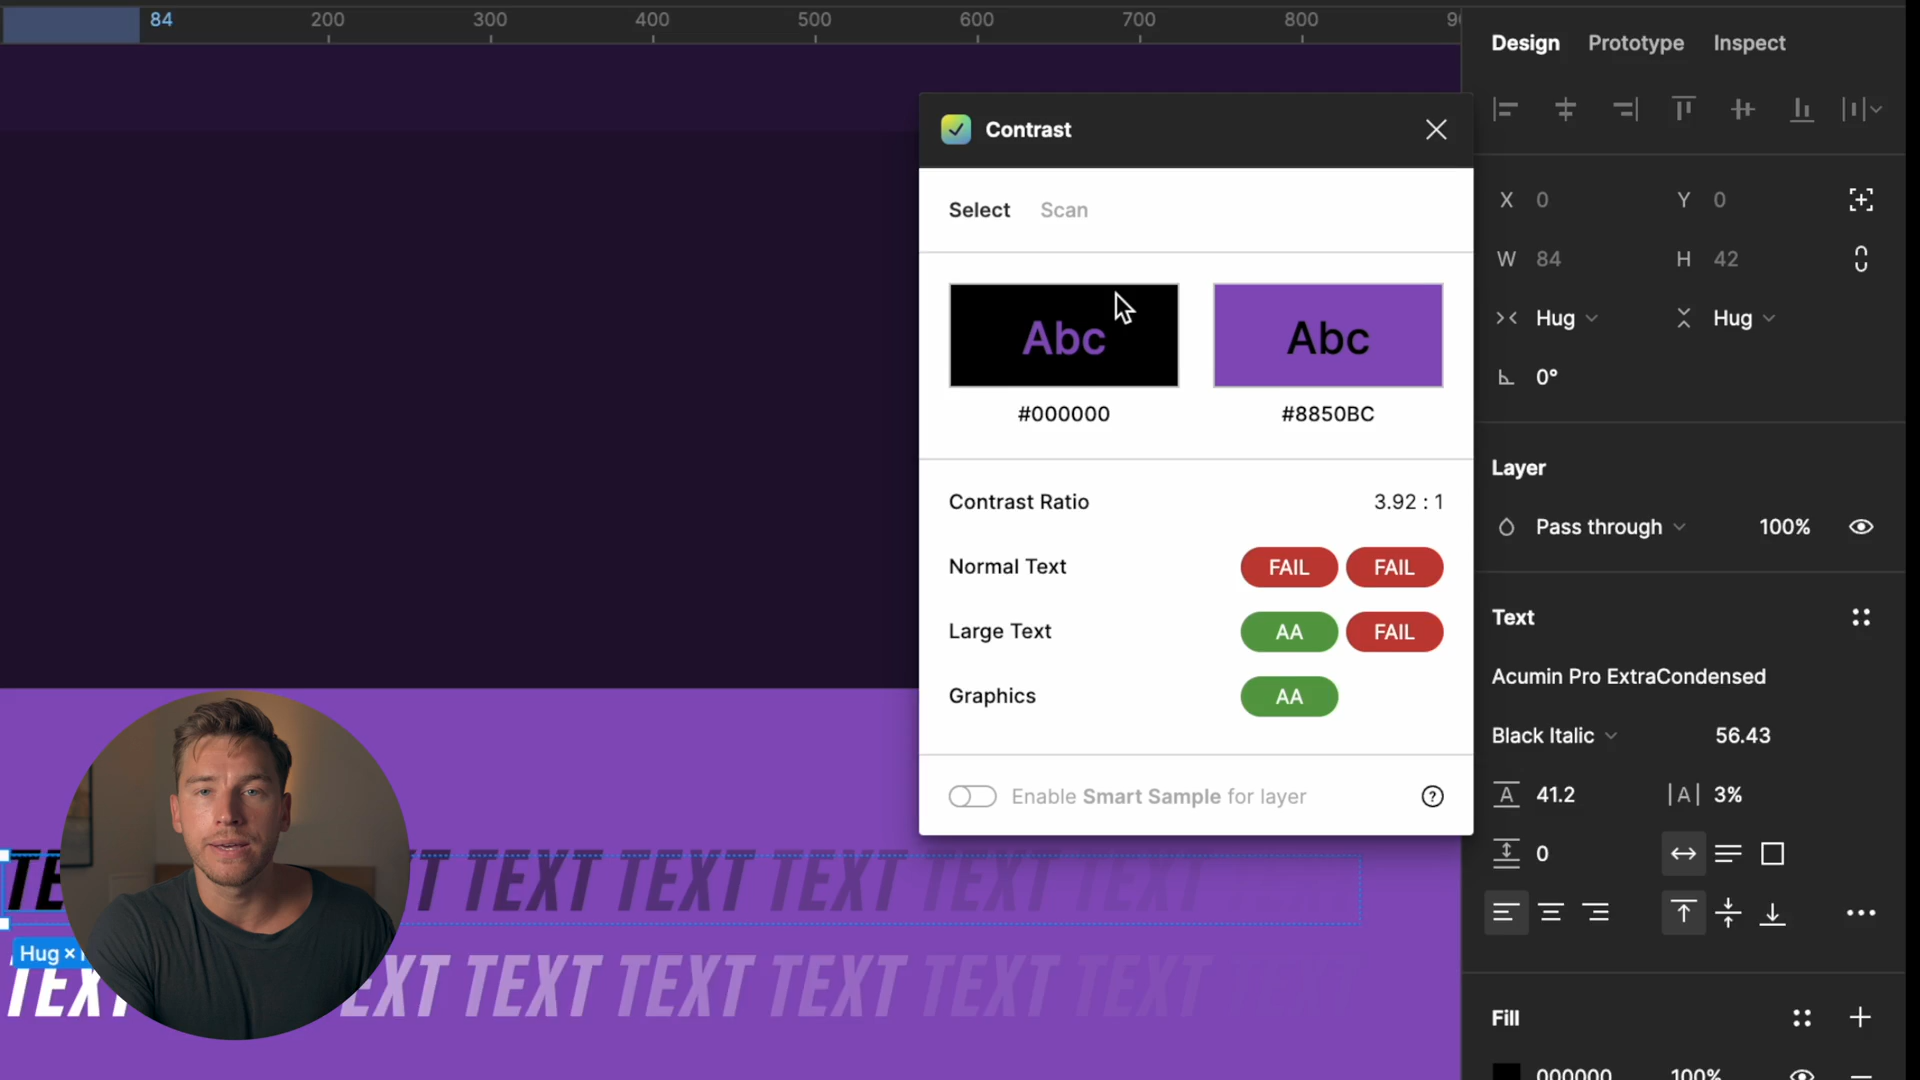 84 200 300 400 500 600 700 800
Design Prototype Inspect
Contrast
Select Scan
X 0 Y 0
W 84 H 42
Hug Hug
0°
Abc Abc
#000000 #8850BC
Layer
Pass through 100%
Contrast Ratio 3.92 : 1
Normal Text FAIL FAIL
Large Text AA FAIL
Graphics AA
Enable Smart Sample for layer
Text
Acumin Pro ExtraCondensed
Black Italic 56.43
41.2 |A| 3%
0
TEXT TEXT TEXT TEXT TEXT
Hug ×
TEXT TEXT TEXT TEXT TEXT TEXT TEXT
Fill
000000 100%